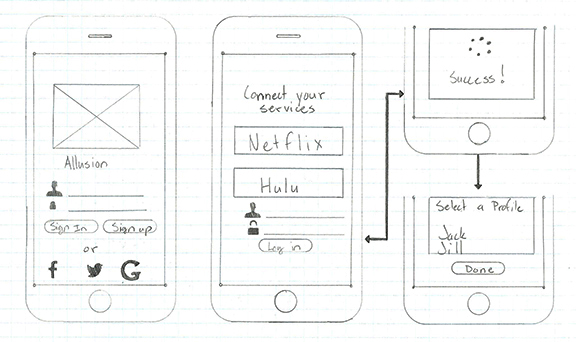 Allusion
Sign In
Sign up
or
f
G
Connect your
services
Netflix
Hulu
Log in
Success!
Select a Profile
Jack
Jill
Done